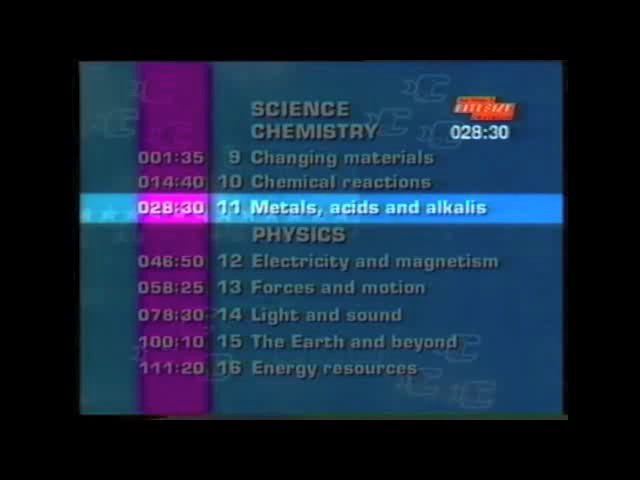 SCIENCE
CHEMISTRY
BITESIZE
028:30
001:35 9 Changing materials
014:40 10 Chemical reactions
028:30 11 Metals, acids and alkalis
PHYSICS
046:50 12 Electricity and magnetism
058:25 13 Forces and motion
078:30 14 Light and sound
100:10 15 The Earth and beyond
111:20 16 Energy resources